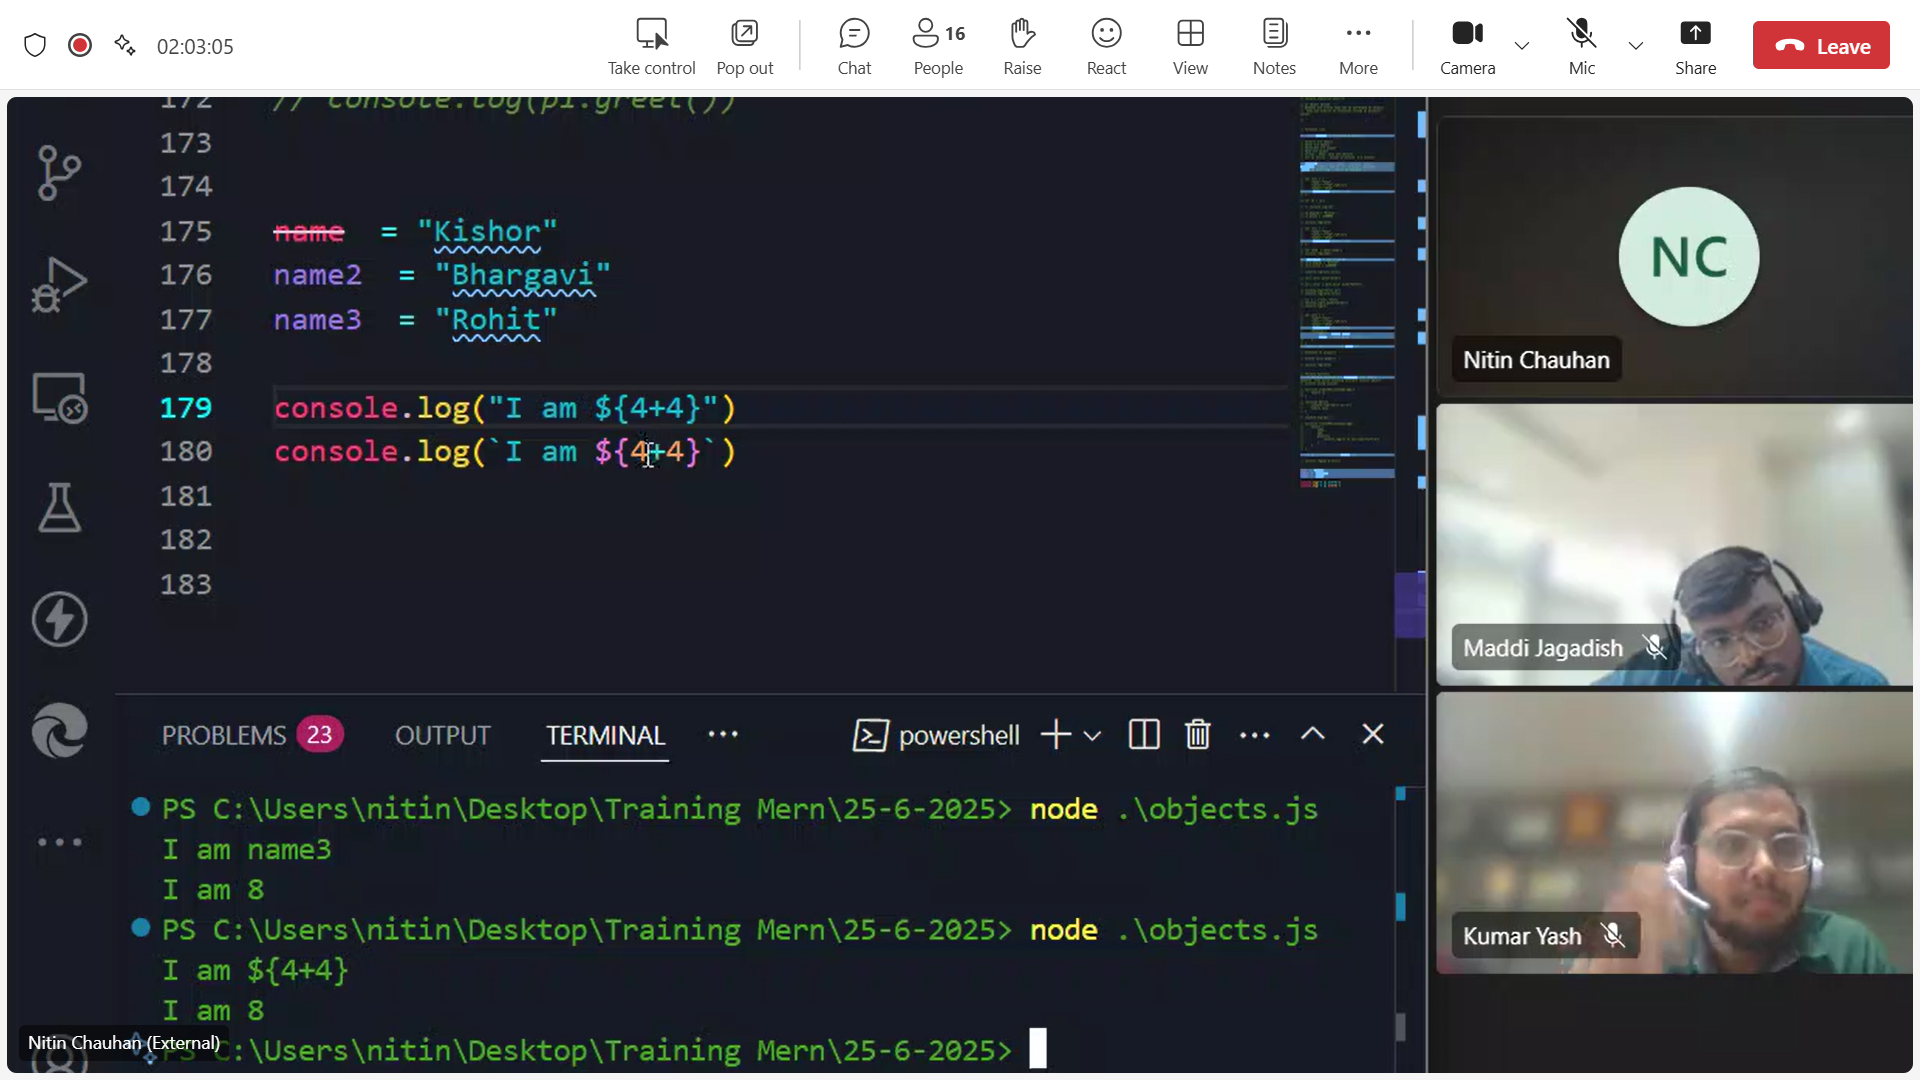 02:03:05
Take control
Pop out
Chat
16
People
Raise
React
View
Notes
More
Camera
Mic
Share
Leave
172 // console.log(p1.greet())
173
174
175 name = "Kishor"
176 name2 = "Bhargavi"
177 name3 = "Rohit"
178
179 console.log("I am ${4+4}")
180 console.log(`I am ${4+4}`)
181
182
183
PROBLEMS 23 OUTPUT TERMINAL ··· powershell
PS C:\Users\nitin\Desktop\Training Mern\25-6-2025> node .\objects.js
I am name3
I am 8
PS C:\Users\nitin\Desktop\Training Mern\25-6-2025> node .\objects.js
I am ${4+4}
I am 8
PS C:\Users\nitin\Desktop\Training Mern\25-6-2025>
Nitin Chauhan (External)
NC
Nitin Chauhan
Maddi Jagadish
Kumar Yash